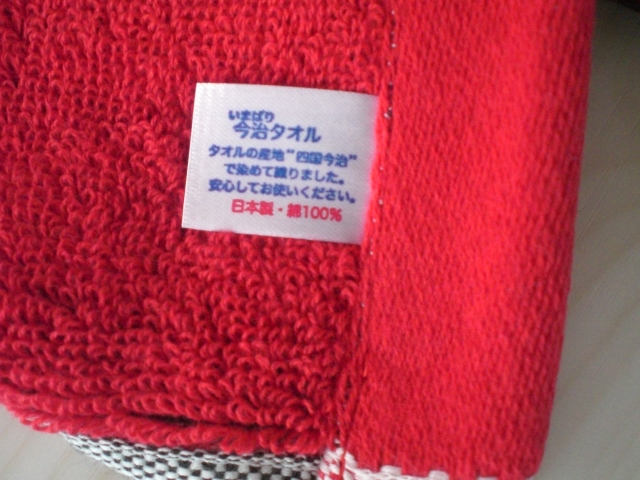 いまばり
今治タオル
タオルの産地"四国今治"
で染めて織りました。
安心してお使いください。
日本製・綿100%